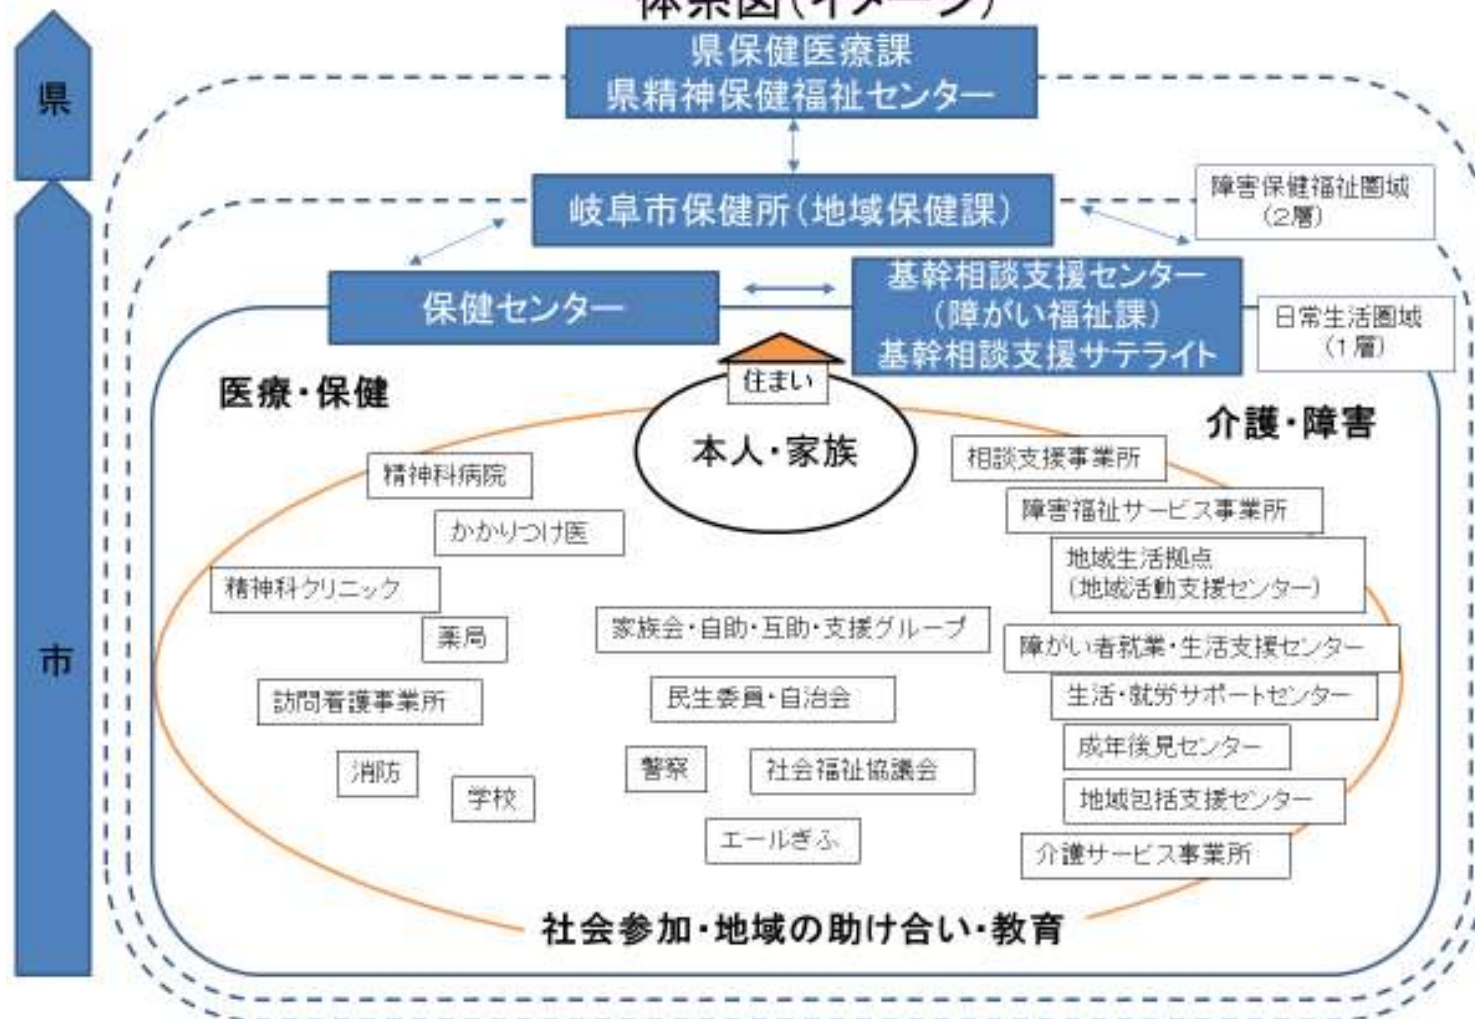 体系図(イメージ)
県
県保健医療課
県精神保健福祉センター
岐阜市保健所(地域保健課)
障害保健福祉圏域
(2層)
保健センター
基幹相談支援センター
(障がい福祉課)
基幹相談支援サテライト
日常生活圏域
(1層)
医療・保健
住まい
本人・家族
介護・障害
精神科病院
かかりつけ医
精神科クリニック
薬局
訪問看護事業所
消防
学校
家族会・自助・互助・支援グループ
民生委員・自治会
警察
社会福祉協議会
エールぎふ
相談支援事業所
障害福祉サービス事業所
地域生活拠点
(地域活動支援センター)
障がい者就業・生活支援センター
生活・就労サポートセンター
成年後見センター
地域包括支援センター
介護サービス事業所
市
社会参加・地域の助け合い・教育